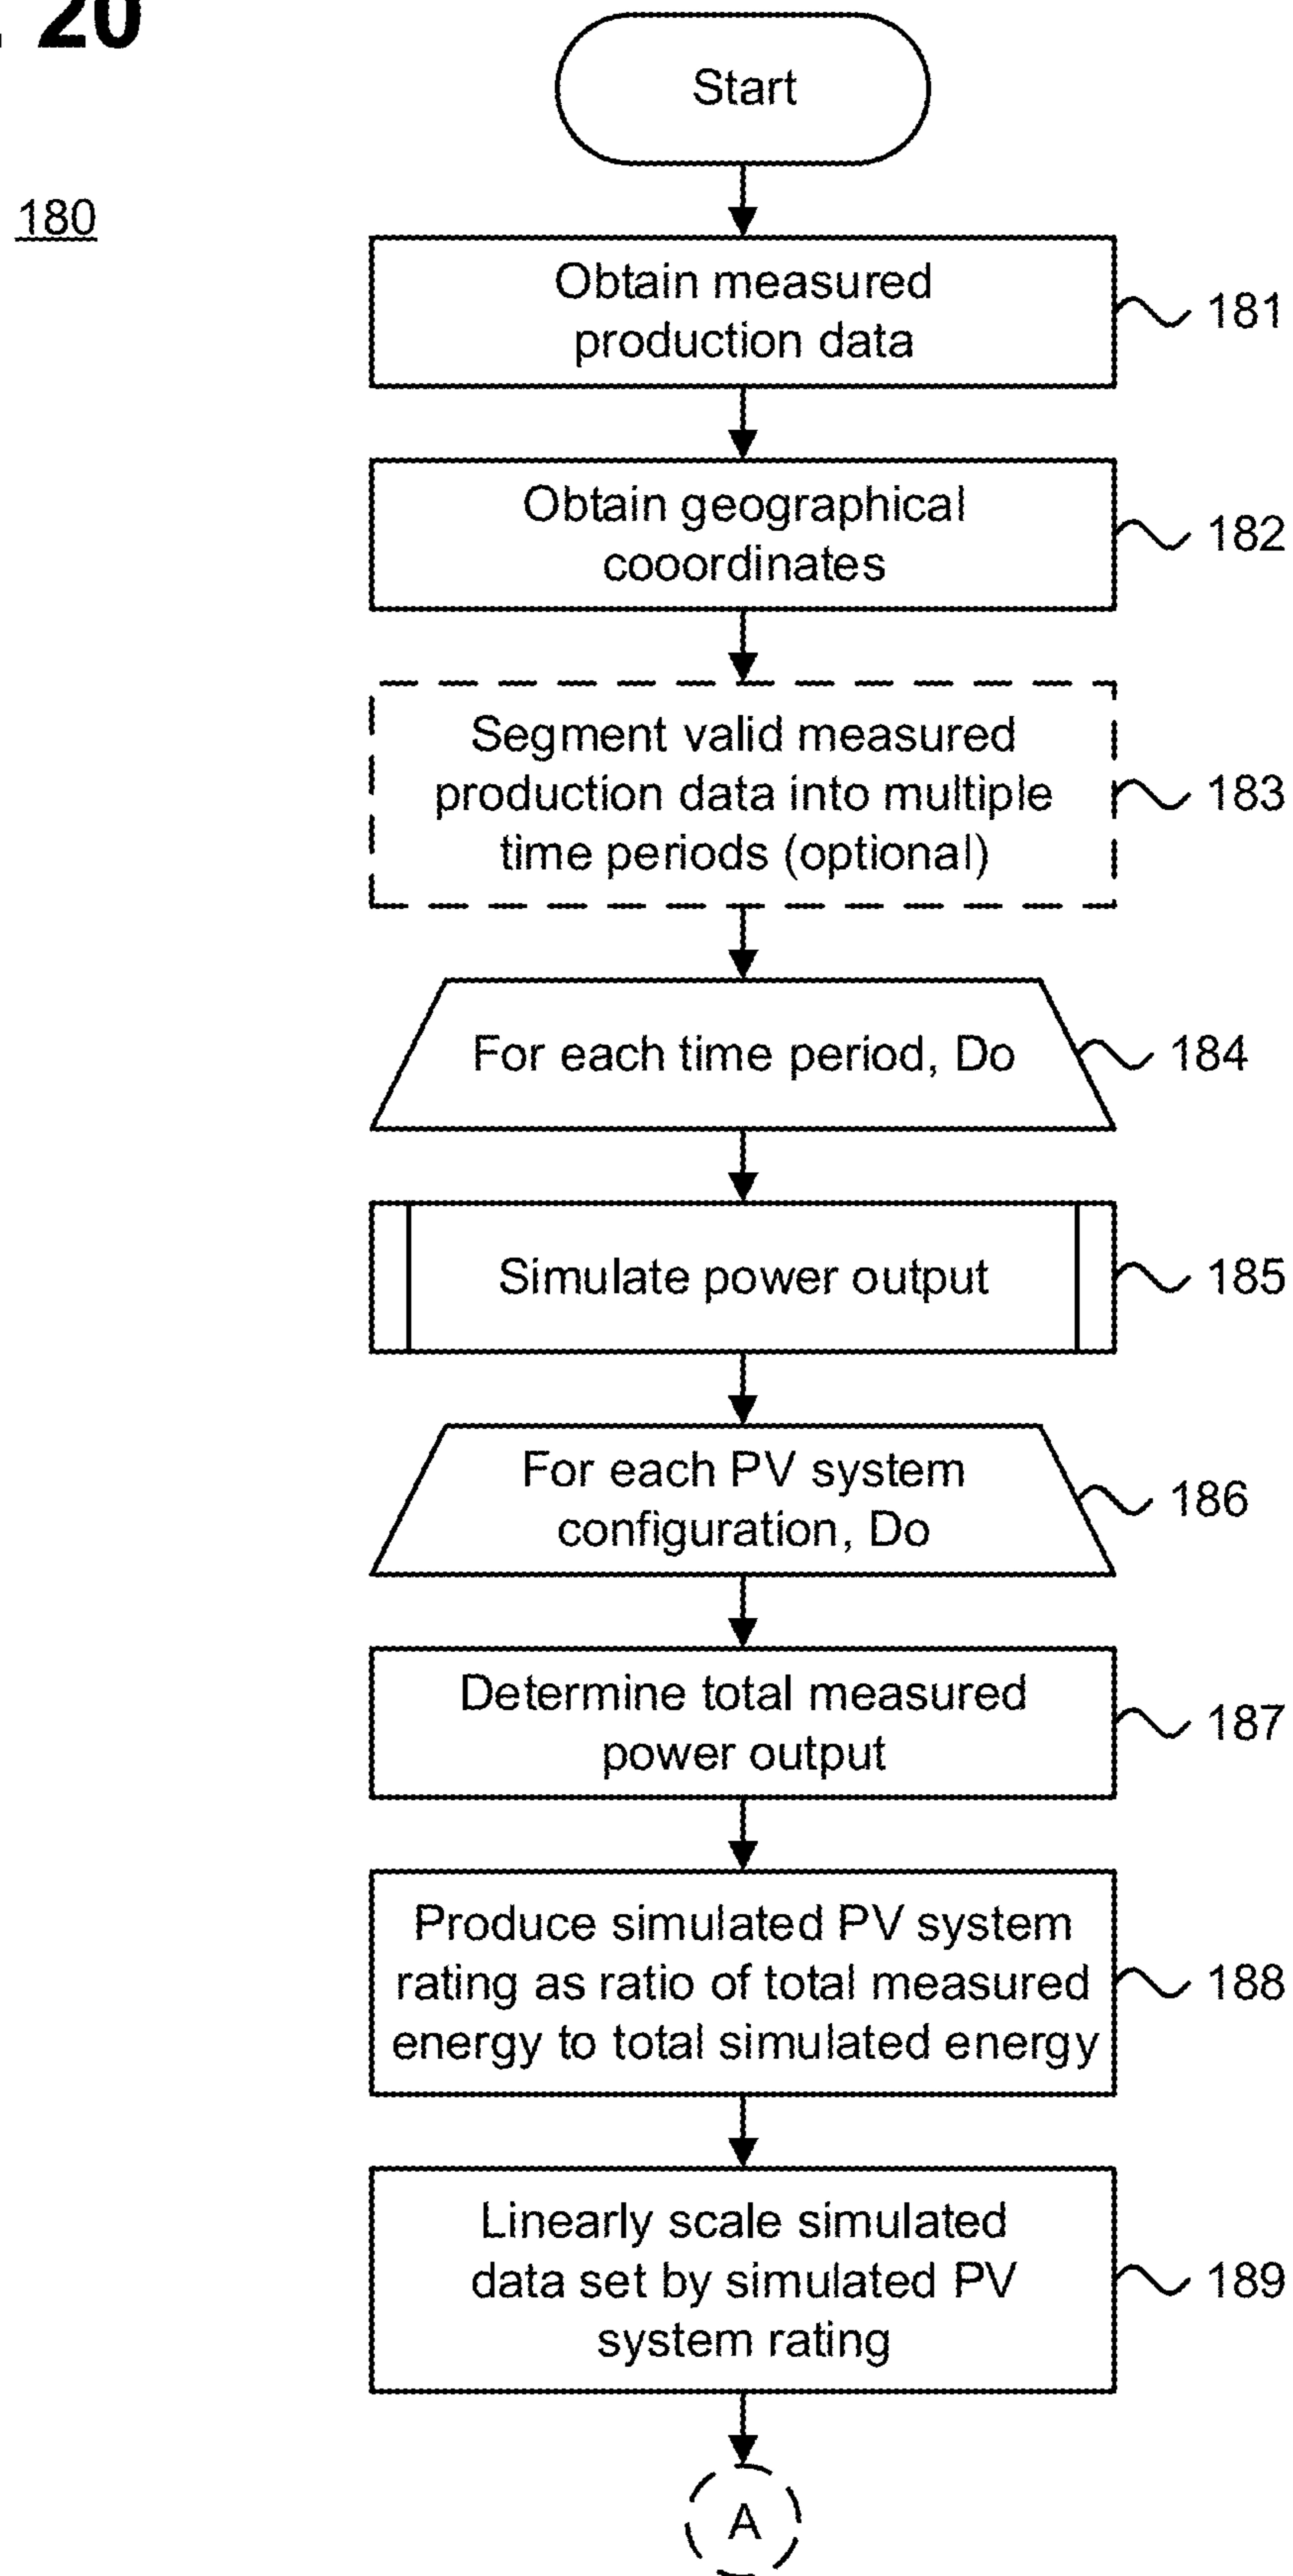 . 20
180
Start
Obtain measured
production data
181
Obtain geographical
cooordinates
182
Segment valid measured
production data into multiple
time periods (optional)
183
For each time period, Do
184
Simulate power output
185
For each PV system
configuration, Do
186
Determine total measured
power output
187
Produce simulated PV system
rating as ratio of total measured
energy to total simulated energy
188
Linearly scale simulated
data set by simulated PV
system rating
189
A